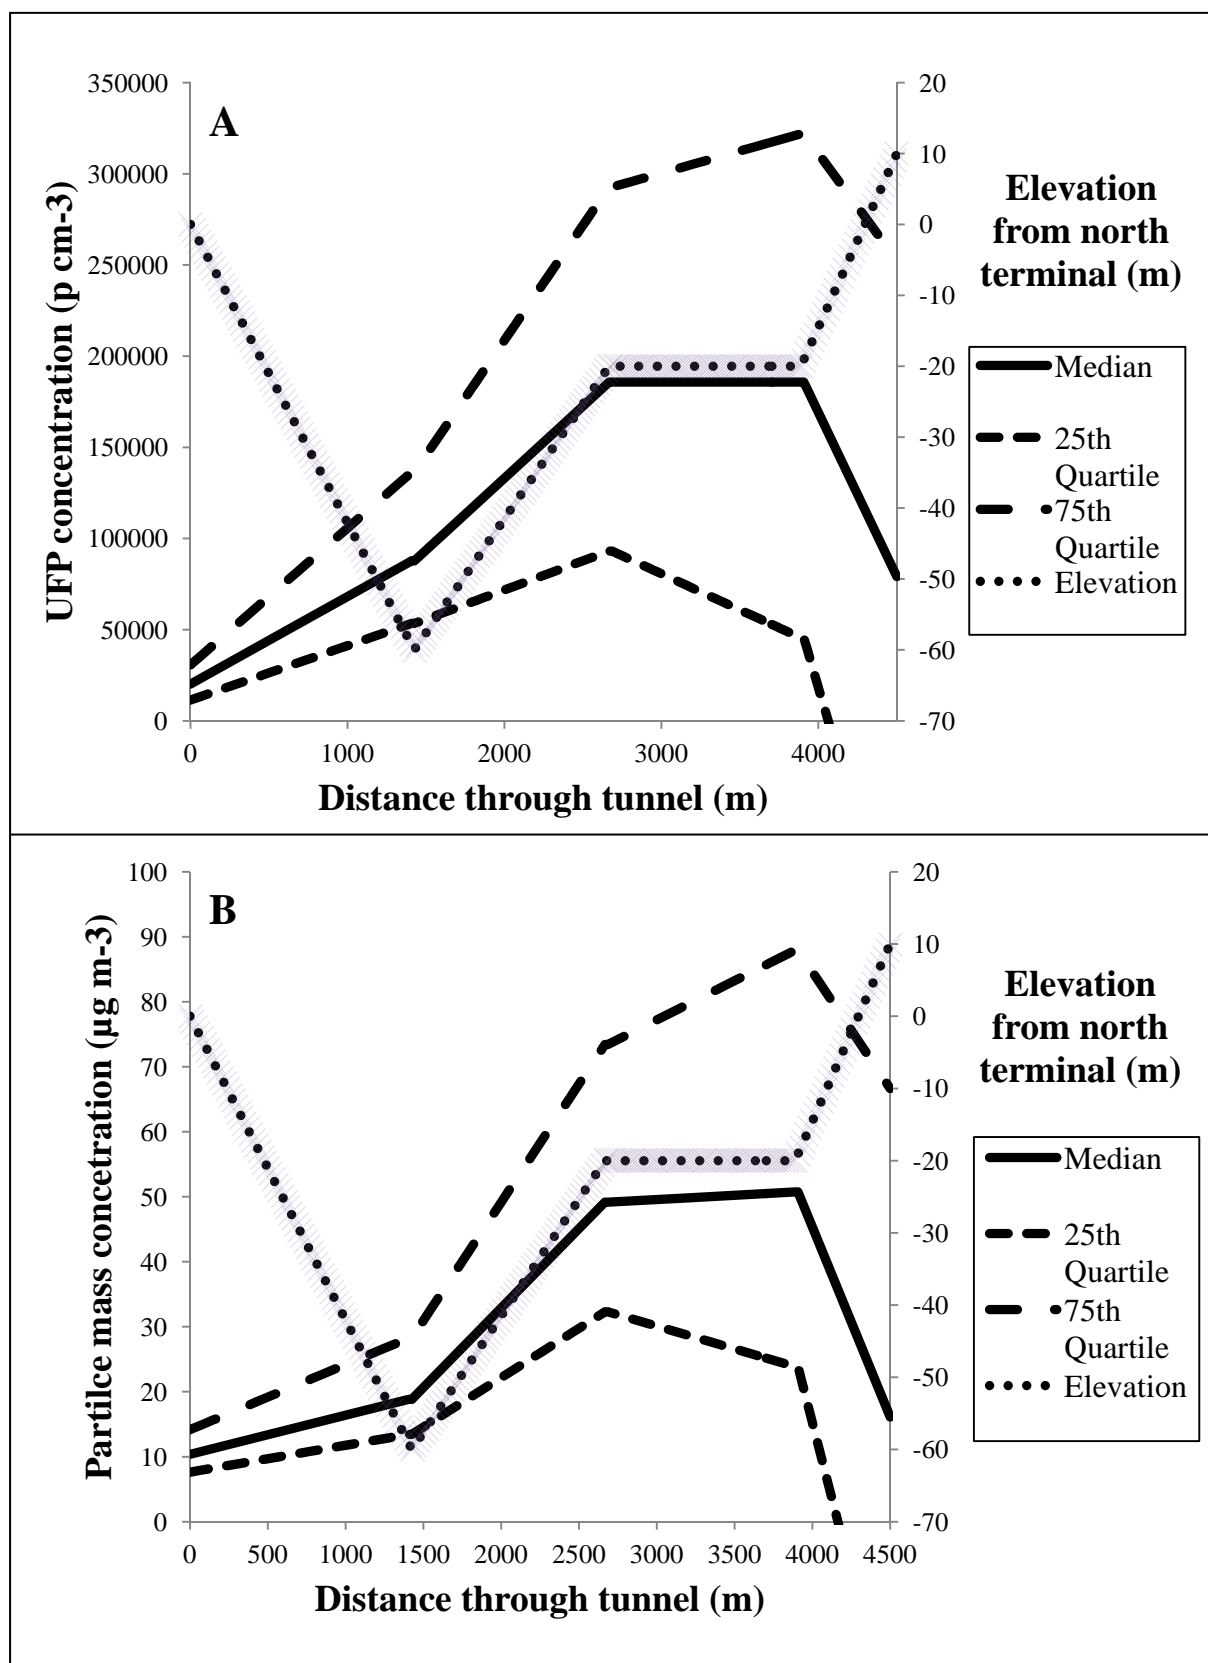 A
350000
300000
250000
200000
150000
100000
50000
0
UFP concentration (p cm-3)
0
1000
2000
3000
4000
Distance through tunnel (m)
20
10
0
-10
-20
-30
-40
-50
-60
-70
Elevation
from north
terminal (m)
Median
25th
Quartile
75th
Quartile
Elevation
B
100
90
80
70
60
50
40
30
20
10
0
Partilce mass concetration (µg m-3)
0
500
1000
1500
2000
2500
3000
3500
4000
4500
Distance through tunnel (m)
20
10
0
-10
-20
-30
-40
-50
-60
-70
Elevation
from north
terminal (m)
Median
25th
Quartile
75th
Quartile
Elevation